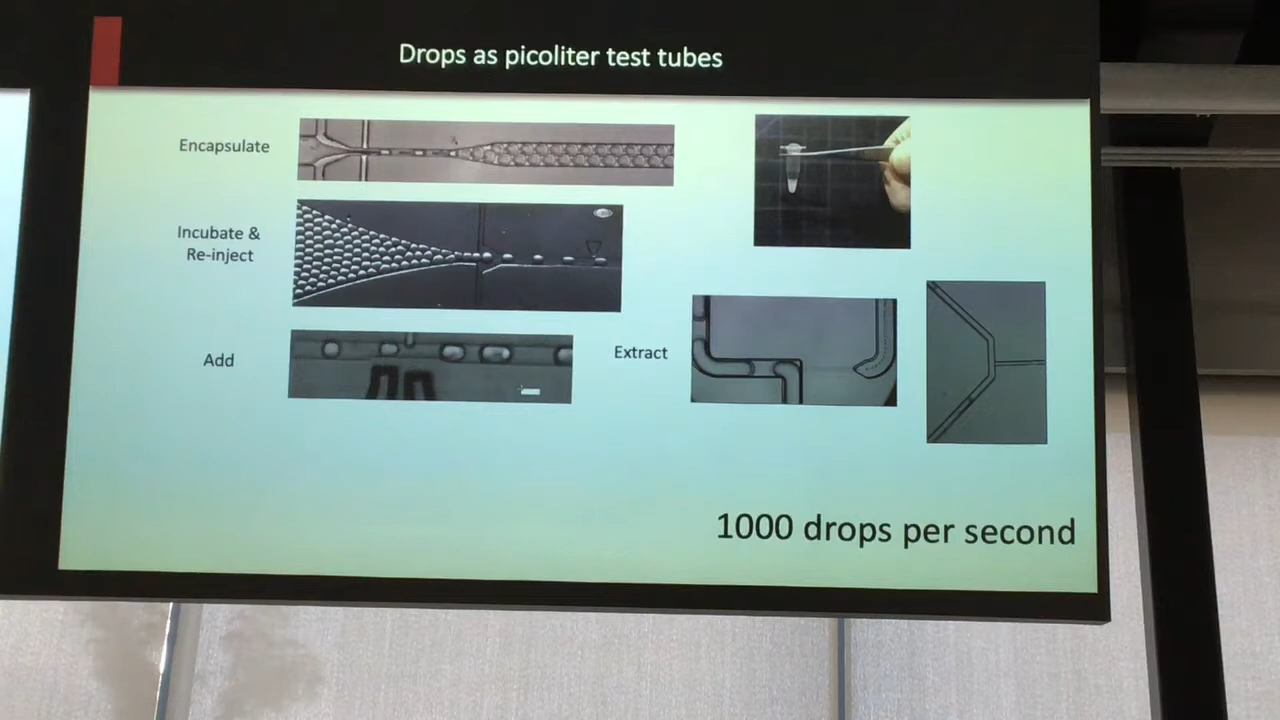 Drops as picoliter test tubes
Encapsulate
Incubate &
Re-inject
Add
Extract
1000 drops per second